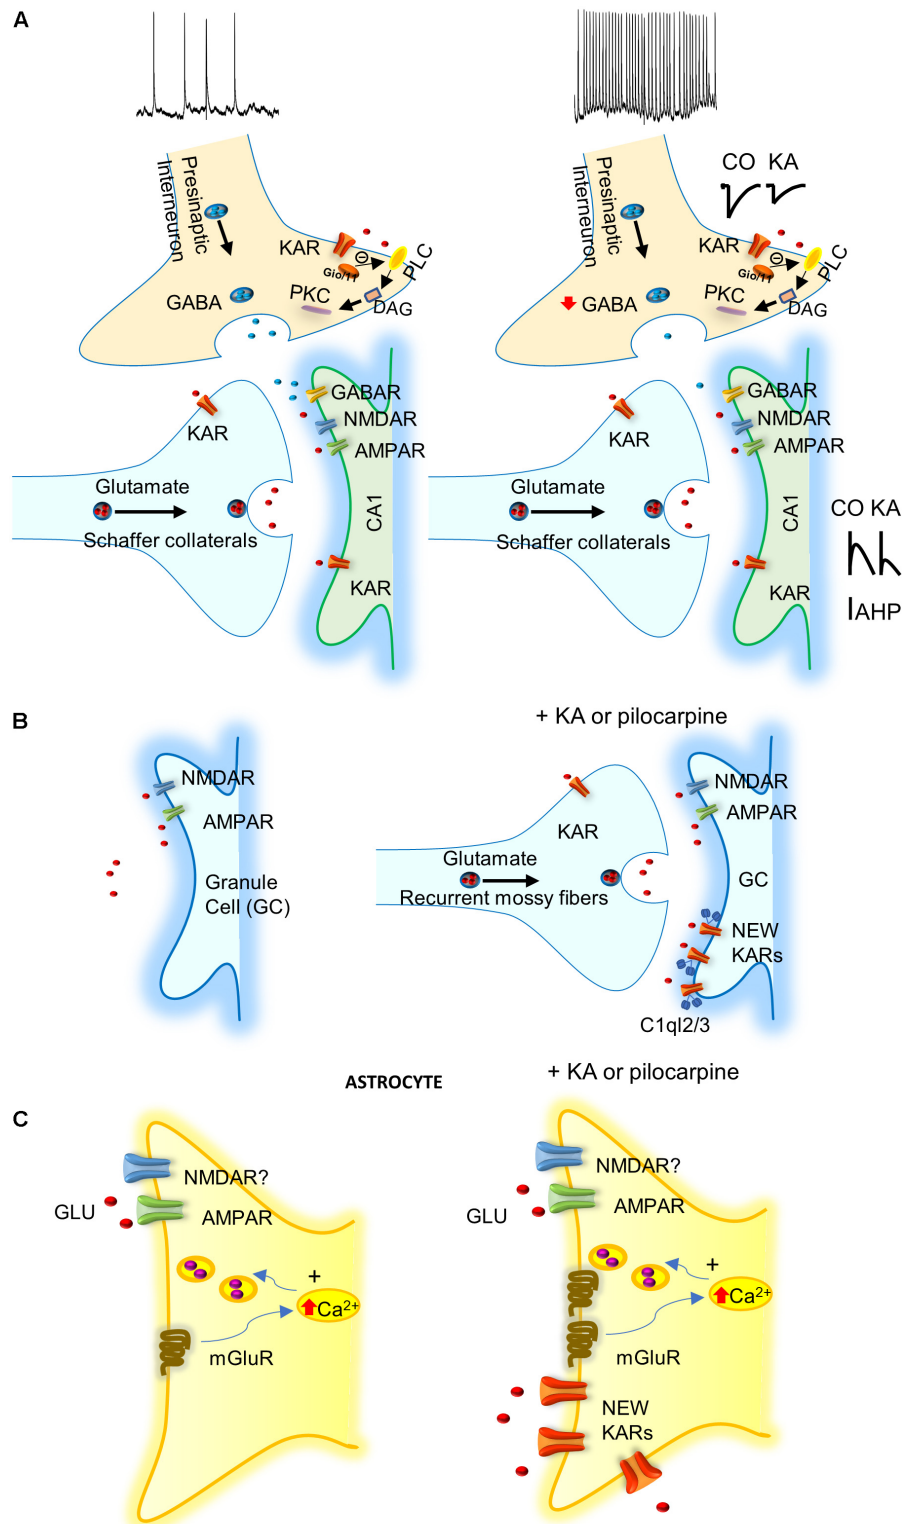 A
Presinaptic
Interneuron
KAR
PLC
Gio/11
PKC
DAG
GABA
GABAR
NMDAR
AMPAR
KAR
Glutamate
Schaffer collaterals
CA1
KAR
CO KA
Presinaptic
Interneuron
KAR
PLC
Gio/11
PKC
DAG
GABA
GABAR
NMDAR
AMPAR
KAR
Glutamate
Schaffer collaterals
CA1
KAR
CO KA
IAHP
B
NMDAR
AMPAR
Granule
Cell (GC)
+ KA or pilocarpine
KAR
Glutamate
Recurrent mossy fibers
NMDAR
AMPAR
GC
NEW
KARs
C1ql2/3
ASTROCYTE
+ KA or pilocarpine
C
NMDAR?
GLU
AMPAR
+
Ca2+
mGluR
NMDAR?
GLU
AMPAR
+
Ca2+
mGluR
NEW
KARs